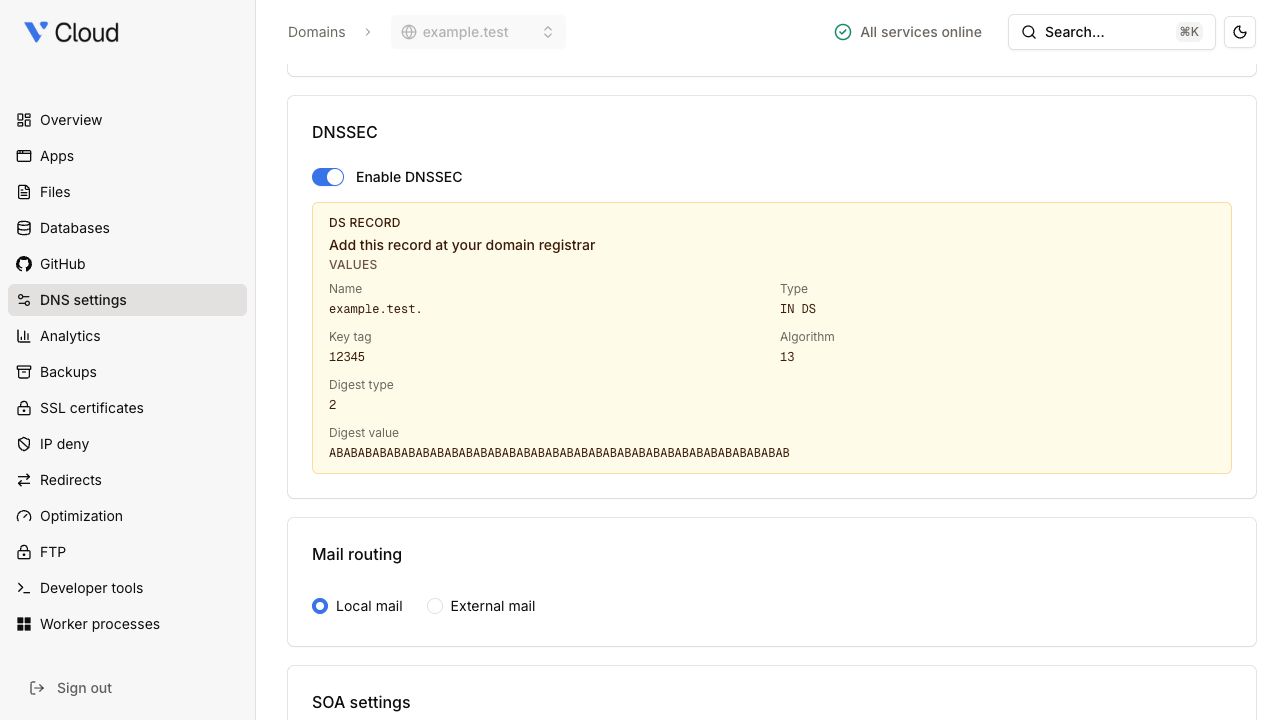 Cloud
Domains
example.test
All services online
Search...
⌘K
Overview
Apps
Files
Databases
GitHub
DNS settings
Analytics
Backups
SSL certificates
IP deny
Redirects
Optimization
FTP
Developer tools
Worker processes
Sign out
DNSSEC
Enable DNSSEC
DS RECORD
Add this record at your domain registrar
VALUES
Name
example.test.
Type
IN DS
Key tag
12345
Algorithm
13
Digest type
2
Digest value
ABABABABABABABABABABABABABABABABABABABABABABABABABABABABABABABAB
Mail routing
Local mail
External mail
SOA settings